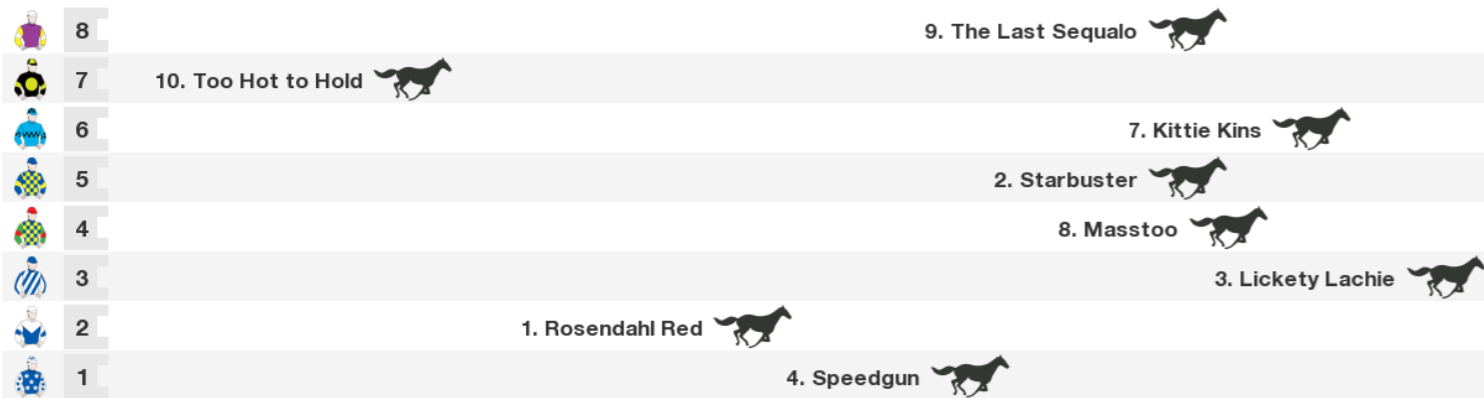 8 9. The Last Sequalo
7 10. Too Hot to Hold
6 7. Kittie Kins
5 2. Starbuster
4 8. Masstoo
3 3. Lickety Lachie
2 1. Rosendahl Red
1 4. Speedgun